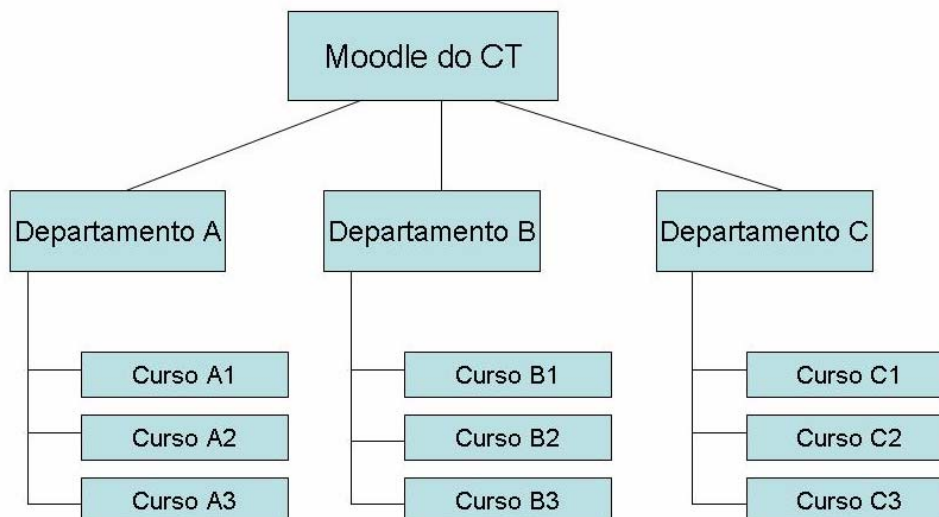 Moodle do CT
Departamento A
Departamento B
Departamento C
Curso A1
Curso B1
Curso C1
Curso A2
Curso B2
Curso C2
Curso A3
Curso B3
Curso C3